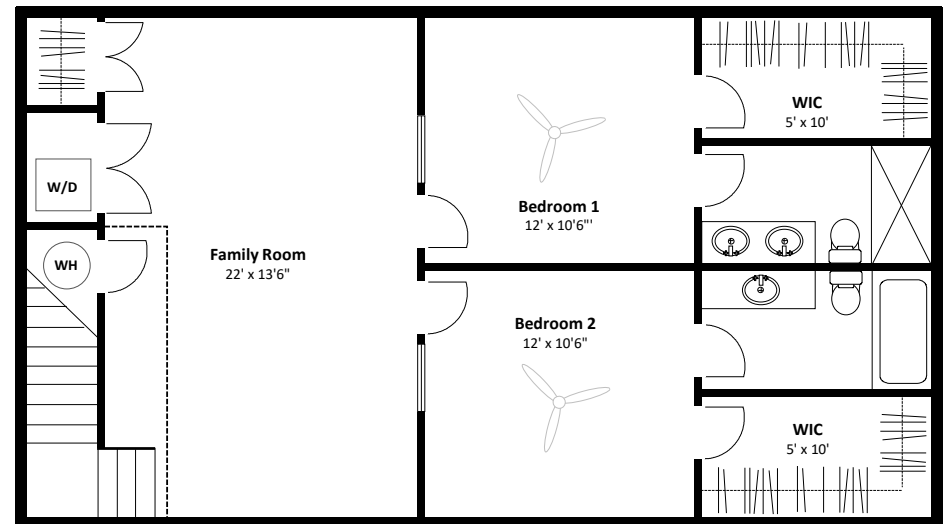 WIC
5' x 10'
W/D
Bedroom 1
12' x 10'6"'
WH
Family Room
22' x 13'6"
Bedroom 2
12' x 10'6"
WIC
5' x 10'